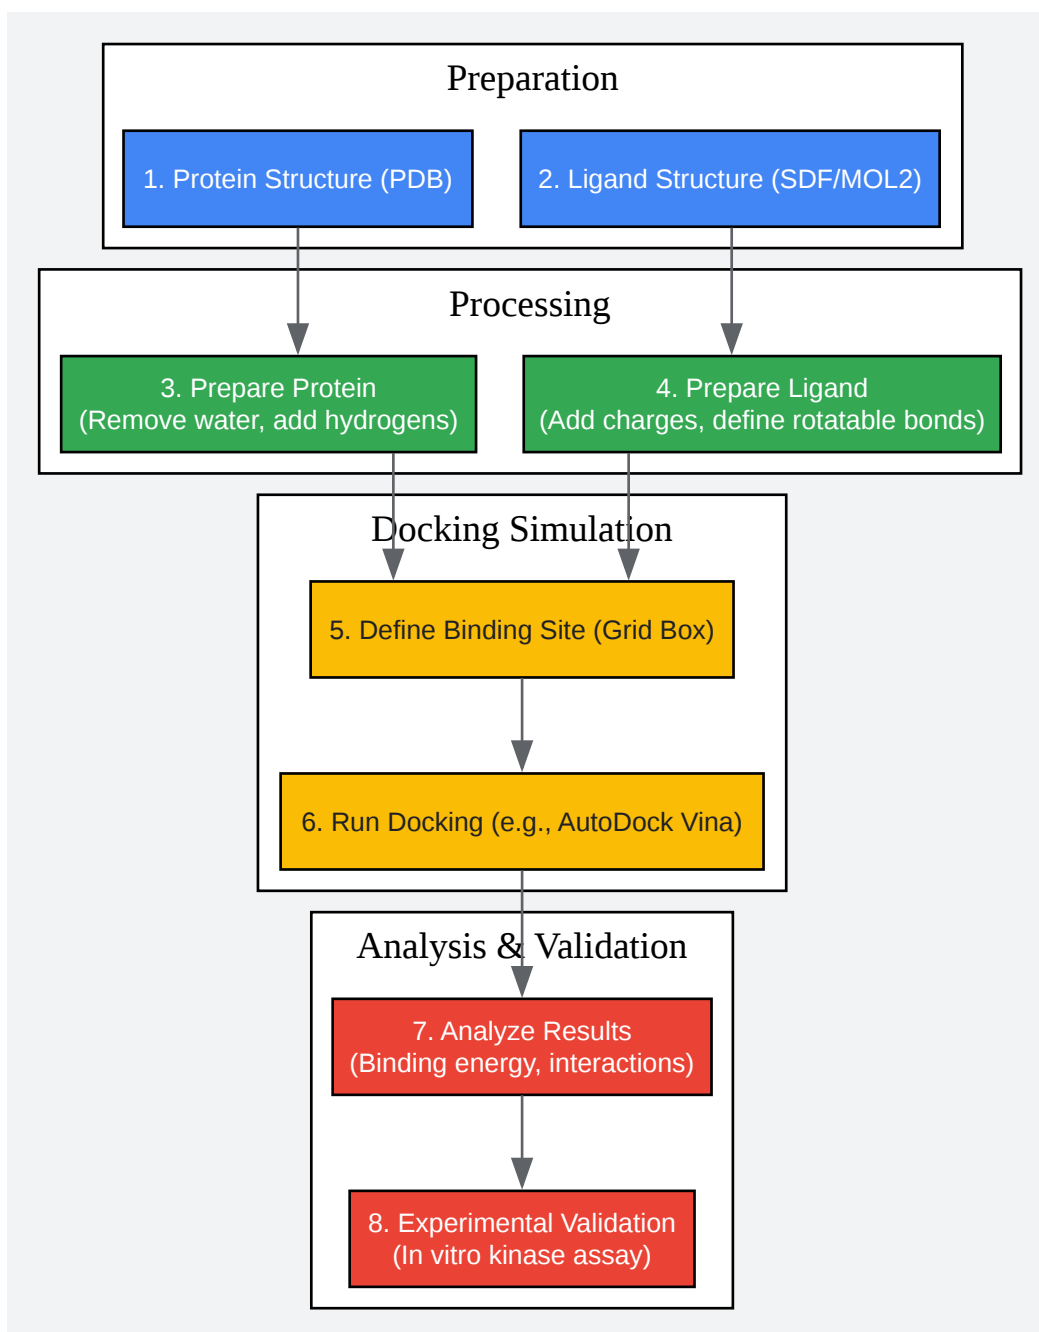 Preparation
1. Protein Structure (PDB)
2. Ligand Structure (SDF/MOL2)
Processing
3. Prepare Protein
(Remove water, add hydrogens)
4. Prepare Ligand
(Add charges, define rotatable bonds)
Docking Simulation
5. Define Binding Site (Grid Box)
6. Run Docking (e.g., AutoDock Vina)
Analysis & Validation
7. Analyze Results
(Binding energy, interactions)
8. Experimental Validation
(In vitro kinase assay)